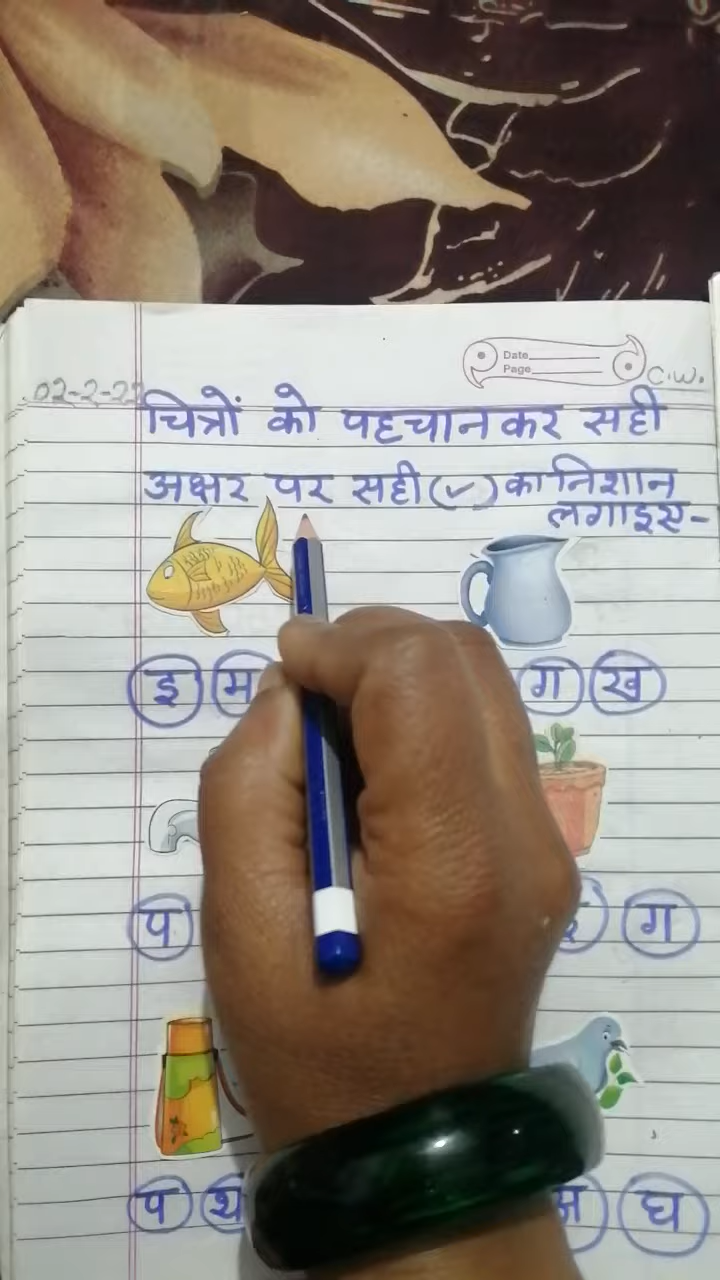 Date
Page
C.W.
02-2-22
चित्रों को पहचानकर सही
अक्षर पर सही (✓) का निशान
लगाइए-
इ म ग ख
प ग
प थ घ